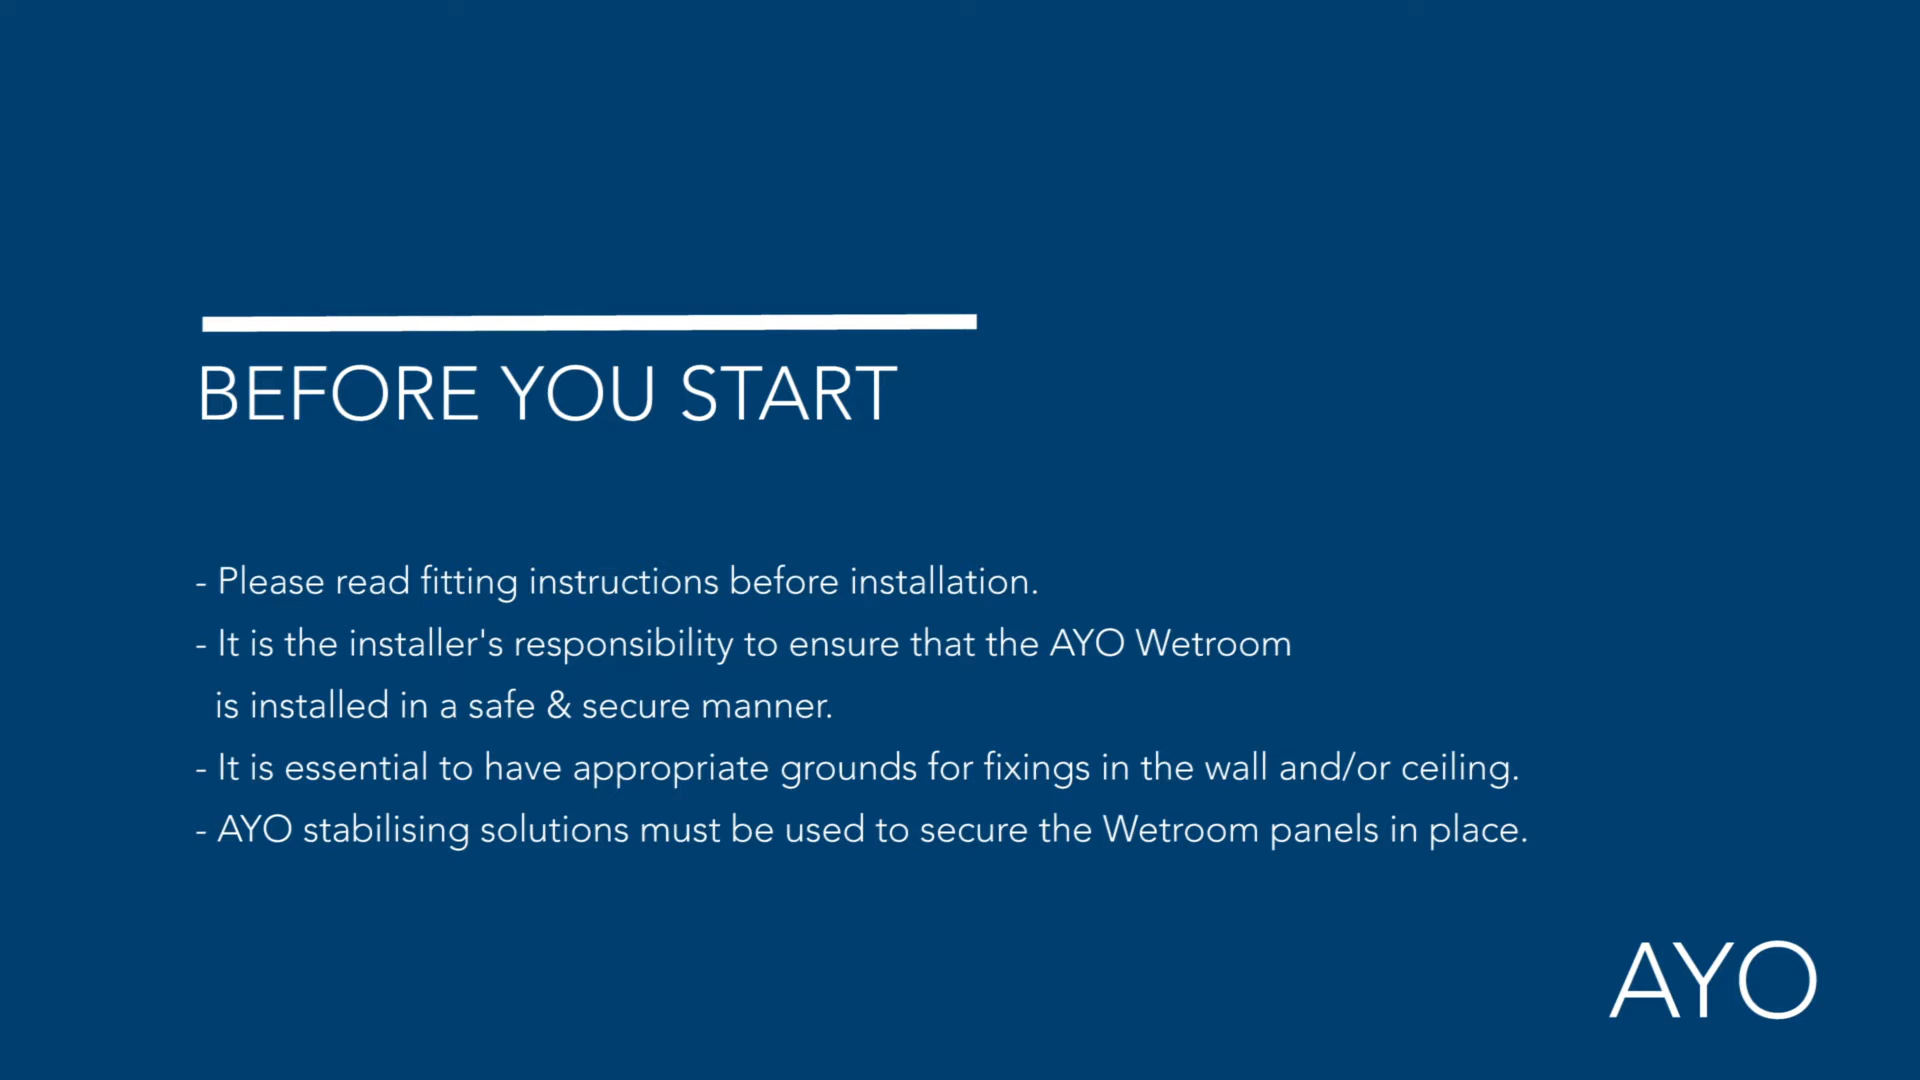 BEFORE YOU START
- Please read fitting instructions before installation.
- It is the installer's responsibility to ensure that the AYO Wetroom
is installed in a safe & secure manner.
- It is essential to have appropriate grounds for fixings in the wall and/or ceiling.
- AYO stabilising solutions must be used to secure the Wetroom panels in place.
AYO